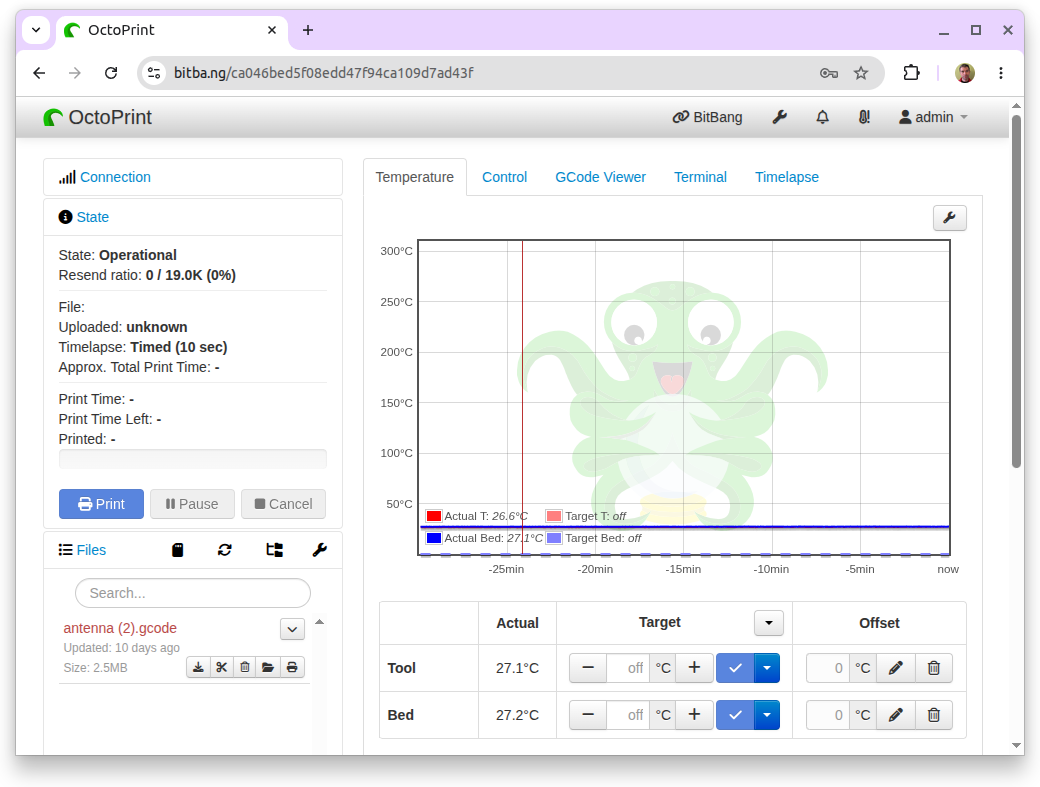 OctoPrint
bitba.ng/ca046bed5f08edd47f94ca109d7ad43f
OctoPrint
BitBang
admin
Connection
State
State: Operational
Resend ratio: 0 / 19.0K (0%)
File:
Uploaded: unknown
Timelapse: Timed (10 sec)
Approx. Total Print Time: -
Print Time: -
Print Time Left: -
Printed: -
Print Pause Cancel
Files
Search...
antenna (2).gcode
Updated: 10 days ago
Size: 2.5MB
Temperature Control GCode Viewer Terminal Timelapse
300°C
250°C
200°C
150°C
100°C
50°C
Actual T: 26.6°C Target T: off
Actual Bed: 27.1°C Target Bed: off
-25min -20min -15min -10min -5min now
Actual Target Offset
Tool 27.1°C off °C 0 °C
Bed 27.2°C off °C 0 °C